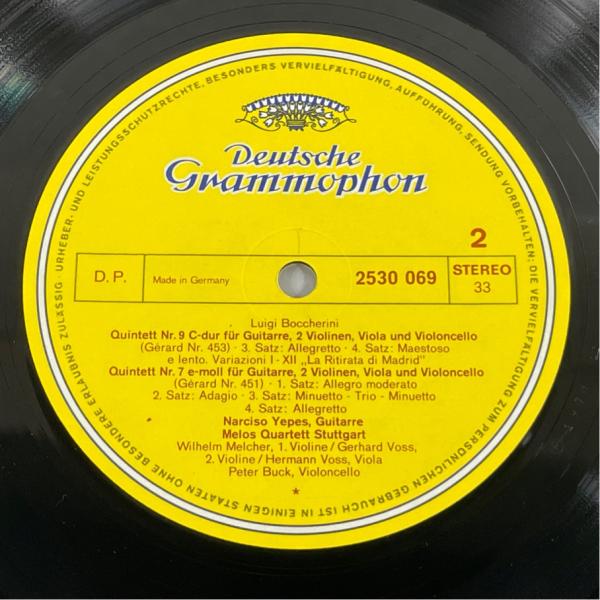 Deutsche
Grammophon
2
D.P.
Made in Germany
2530 069
STEREO
33
Luigi Boccherini
Quintett Nr. 9 C-dur für Guitarre, 2 Violinen, Viola und Violoncello
(Gérard Nr. 453) · 3. Satz: Allegretto · 4. Satz: Maestoso
e lento. Variazioni I - XII „La Ritirata di Madrid"
Quintett Nr. 7 e-moll für Guitarre, 2 Violinen, Viola und Violoncello
(Gérard Nr. 451) · 1. Satz: Allegro moderato
2. Satz: Adagio · 3. Satz: Minuetto - Trio - Minuetto
4. Satz: Allegretto
Narciso Yepes, Guitarre
Melos Quartett Stuttgart
Wilhelm Melcher, 1. Violine / Gerhard Voss,
2. Violine / Hermann Voss, Viola
Peter Buck, Violoncello
*
URHEBER- UND LEISTUNGSSCHUTZRECHTE, BESONDERS VERVIELFÄLTIGUNG, AUFFÜHRUNG, SENDUNG VORBEHALTEN; DIE VERVIELFÄLTIGUNG ZUM PERSÖNLICHEN GEBRAUCH IST IN EINIGEN STAATEN OHNE BESONDERE ERLAUBNIS ZULÄSSIG ·